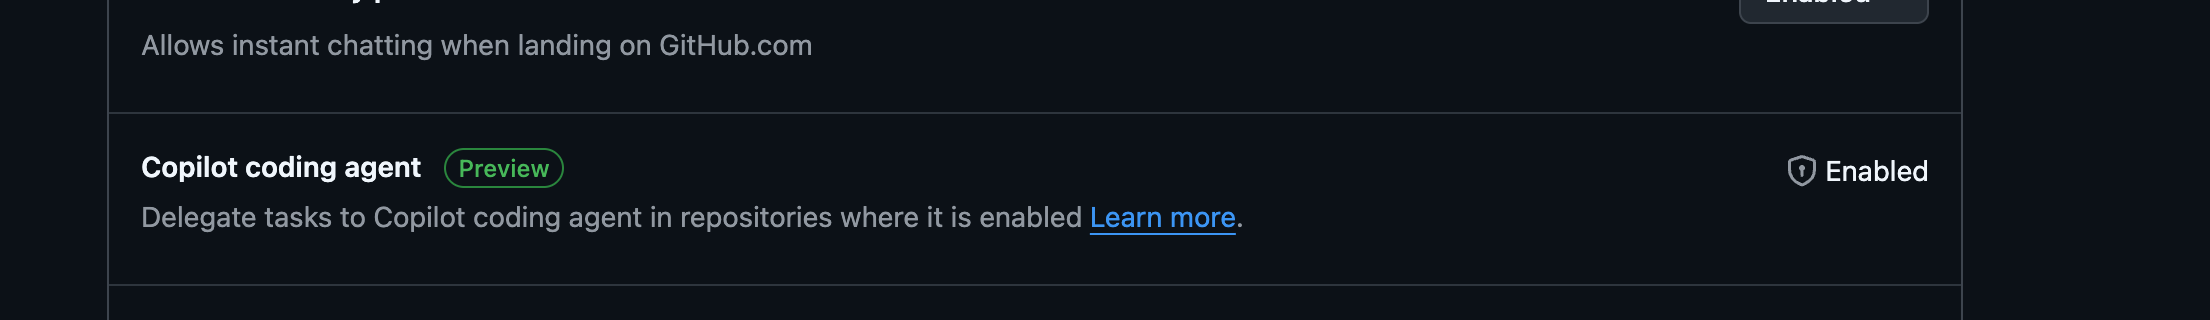 Allows instant chatting when landing on GitHub.com
Copilot coding agent Preview
Enabled
Delegate tasks to Copilot coding agent in repositories where it is enabled Learn more.